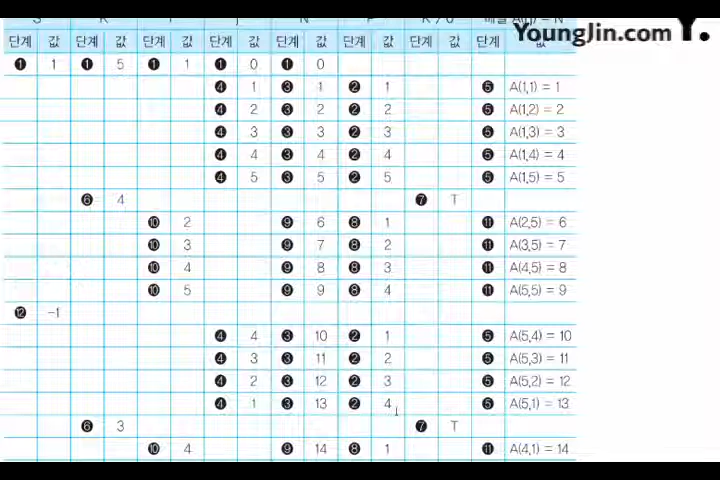 YoungJin.com Y.
단계 값 단계 값 단계 값 단계 값 단계 값 단계 값 단계 값 단계 값
❶ 1 ❶ 5 ❶ 1 ❶ 0 ❶ 0
❹ 1 ❸ 1 ❷ 1 ❺ A(1,1) = 1
❹ 2 ❸ 2 ❷ 2 ❺ A(1,2) = 2
❹ 3 ❸ 3 ❷ 3 ❺ A(1,3) = 3
❹ 4 ❸ 4 ❷ 4 ❺ A(1,4) = 4
❹ 5 ❸ 5 ❷ 5 ❺ A(1,5) = 5
❻ 4 ❼ T
❿ 2 ❾ 6 ❽ 1 ⓫ A(2,5) = 6
❿ 3 ❾ 7 ❽ 2 ⓫ A(3,5) = 7
❿ 4 ❾ 8 ❽ 3 ⓫ A(4,5) = 8
❿ 5 ❾ 9 ❽ 4 ⓫ A(5,5) = 9
⓬ -1
❹ 4 ❸ 10 ❷ 1 ❺ A(5,4) = 10
❹ 3 ❸ 11 ❷ 2 ❺ A(5,3) = 11
❹ 2 ❸ 12 ❷ 3 ❺ A(5,2) = 12
❹ 1 ❸ 13 ❷ 4 ❺ A(5,1) = 13
❻ 3 ❼ T
❿ 4 ❾ 14 ❽ 1 ⓫ A(4,1) = 14